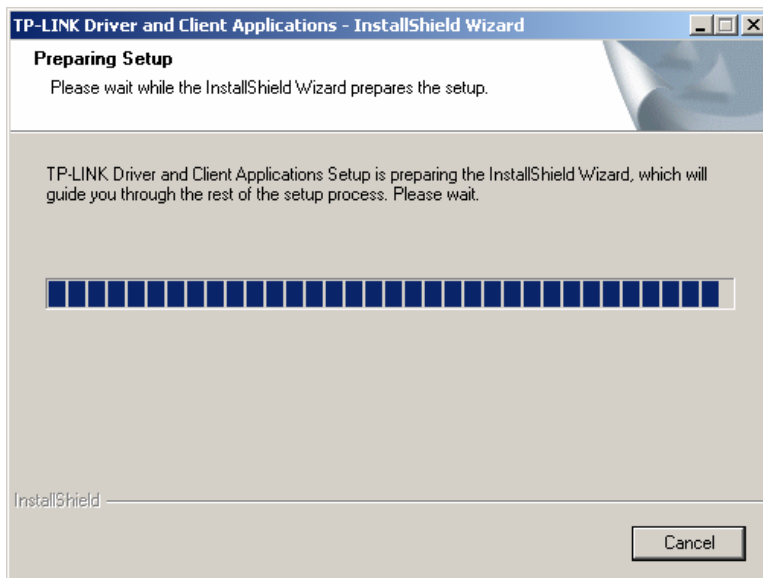 TP-LINK Driver and Client Applications - InstallShield Wizard
Preparing Setup
Please wait while the InstallShield Wizard prepares the setup.
TP-LINK Driver and Client Applications Setup is preparing the InstallShield Wizard, which will
guide you through the rest of the setup process. Please wait.
InstallShield
Cancel